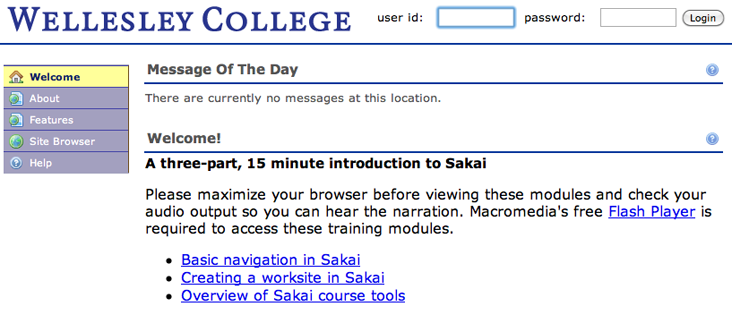 WELLESLEY COLLEGE
user id: password: Login
Welcome
About
Features
Site Browser
Help
Message Of The Day
There are currently no messages at this location.
Welcome!
A three-part, 15 minute introduction to Sakai
Please maximize your browser before viewing these modules and check your
audio output so you can hear the narration. Macromedia's free Flash Player is
required to access these training modules.
Basic navigation in Sakai
Creating a worksite in Sakai
Overview of Sakai course tools